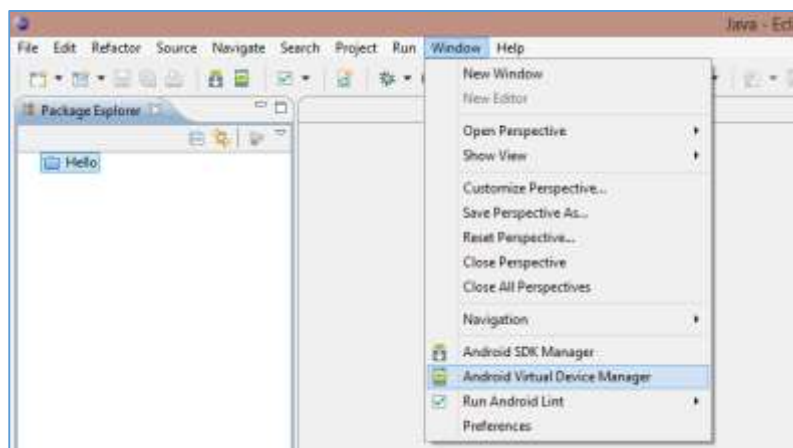 Java - Ecl
File Edit Refactor Source Navigate Search Project Run Window Help
Package Explorer
Hello
New Window
New Editor
Open Perspective
Show View
Customize Perspective...
Save Perspective As...
Reset Perspective...
Close Perspective
Close All Perspectives
Navigation
Android SDK Manager
Android Virtual Device Manager
Run Android Lint
Preferences